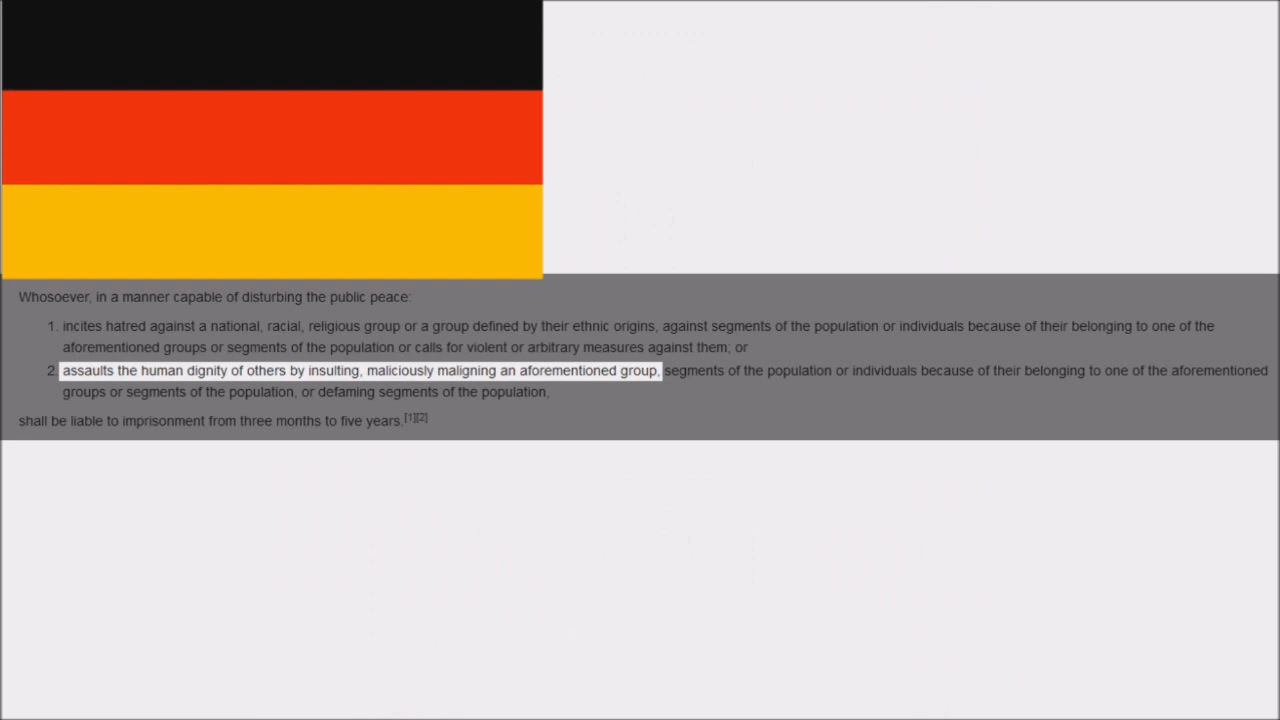 Whosoever, in a manner capable of disturbing the public peace:
1. incites hatred against a national, racial, religious group or a group defined by their ethnic origins, against segments of the population or individuals because of their belonging to one of the
aforementioned groups or segments of the population or calls for violent or arbitrary measures against them; or
2. assaults the human dignity of others by insulting, maliciously maligning an aforementioned group, segments of the population or individuals because of their belonging to one of the aforementioned
groups or segments of the population, or defaming segments of the population,
shall be liable to imprisonment from three months to five years.[1][2]